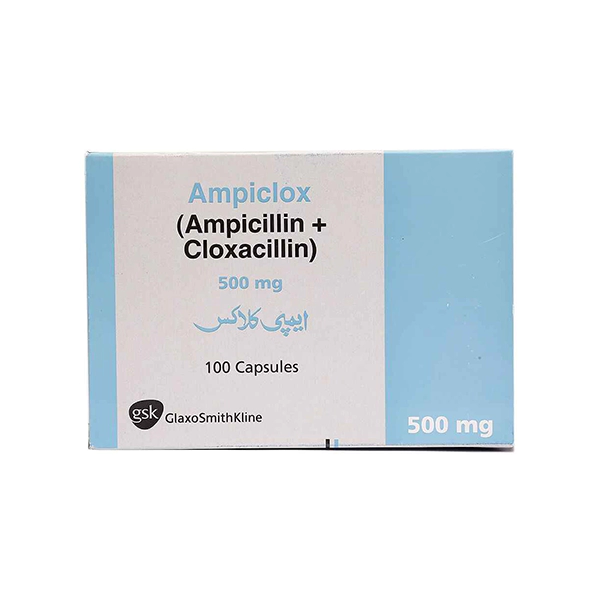 Ampiclox
(Ampicillin +
Cloxacillin)
500 mg
ایمپی کلاکس
100 Capsules
gsk GlaxoSmithKline
500 mg